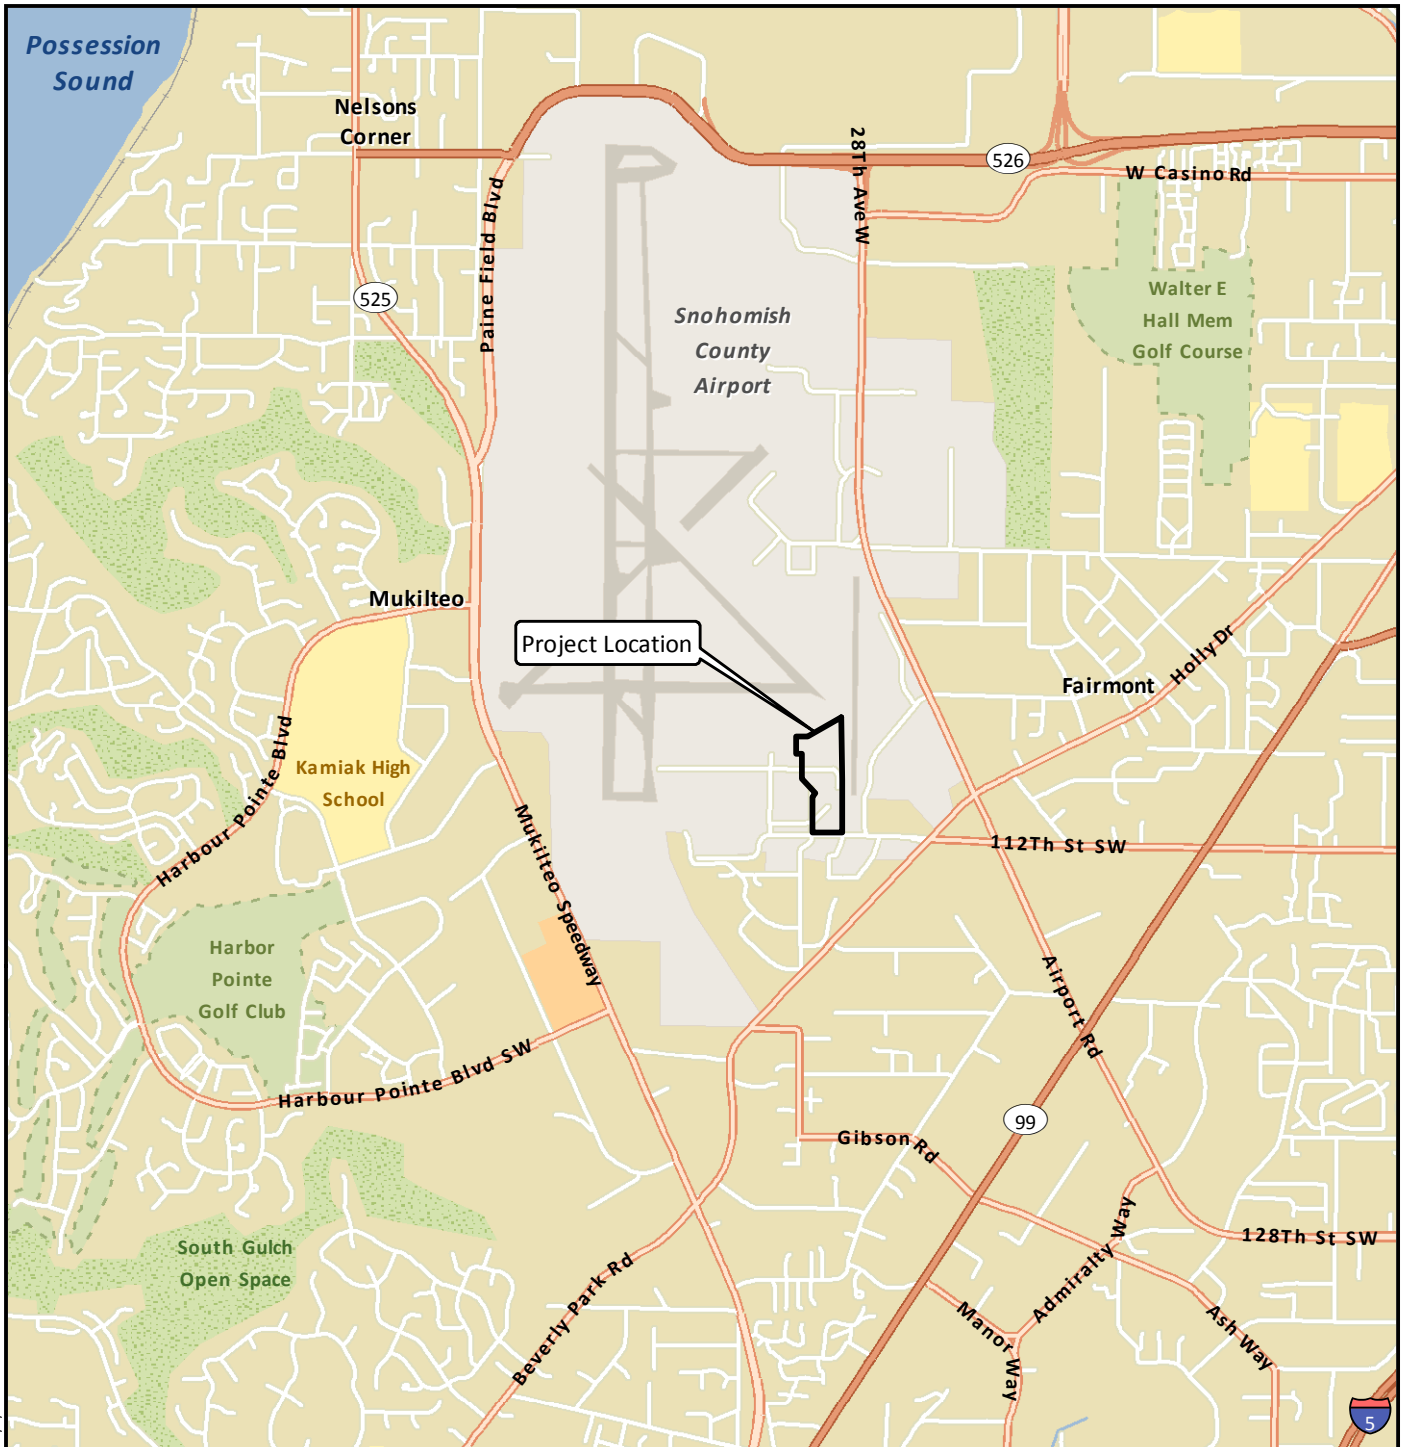 Possession
Sound
Nelsons
Corner
28Th Ave W
526
W Casino Rd
Paine Field Blvd
525
Snohomish
County
Airport
Walter E
Hall Mem
Golf Course
Mukilteo
Project Location
Holly Dr
Fairmont
Harbour Pointe Blvd
Kamiak High
School
Mukilteo Speedway
112Th St SW
Harbor
Pointe
Golf Club
Airport Rd
Harbour Pointe Blvd SW
99
Gibson Rd
South Gulch
Open Space
Beverly Park Rd
Admiralty Way
128Th St SW
Manor Way
Ash Way
5